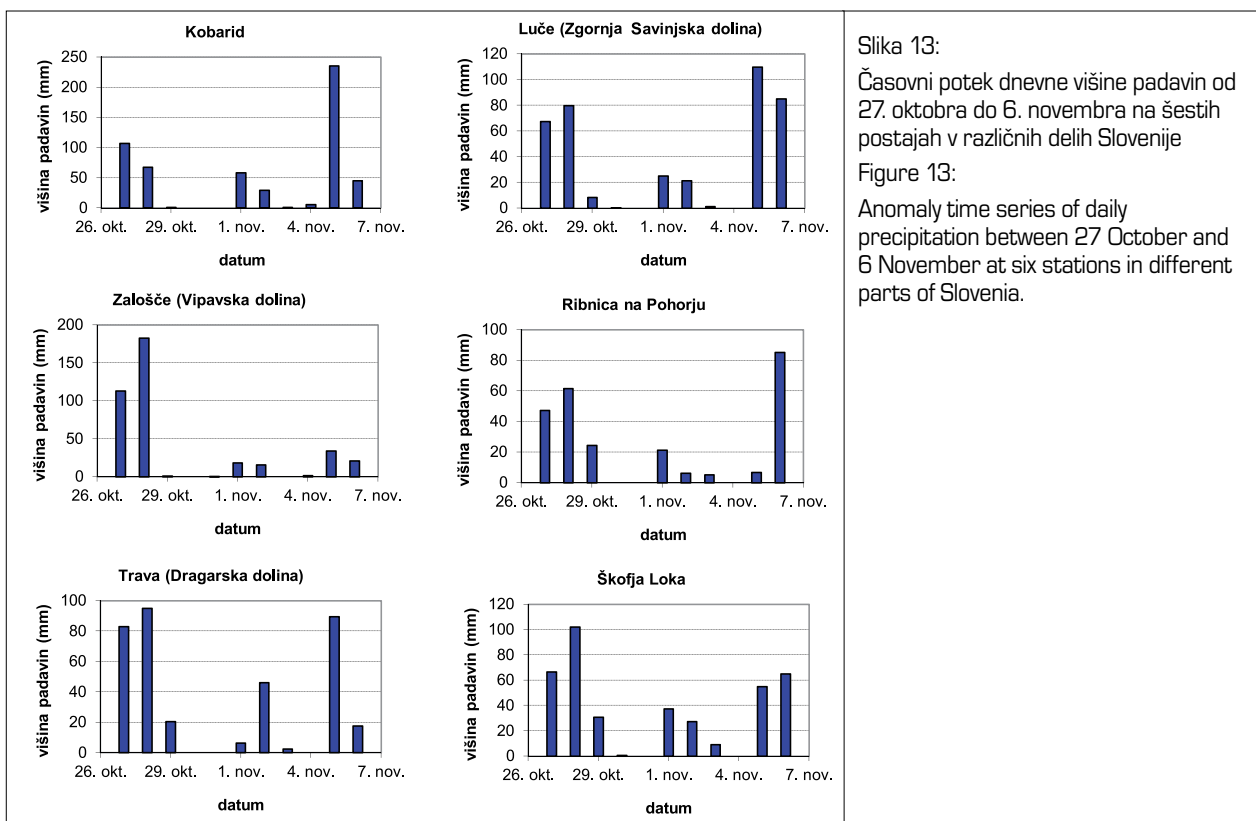 Kobarid
višina padavin (mm)
250
200
150
100
50
0
26. okt.
29. okt.
1. nov.
4. nov.
7. nov.
datum
Luče (Zgornja Savinjska dolina)
višina padavin (mm)
120
100
80
60
40
20
0
26. okt.
29. okt.
1. nov.
4. nov.
7. nov.
datum
Zalošče (Vipavska dolina)
višina padavin (mm)
200
150
100
50
0
26. okt.
29. okt.
1. nov.
4. nov.
7. nov.
datum
Ribnica na Pohorju
višina padavin (mm)
100
80
60
40
20
0
26. okt.
29. okt.
1. nov.
4. nov.
7. nov.
datum
Trava (Dragarska dolina)
višina padavin (mm)
100
80
60
40
20
0
26. okt.
29. okt.
1. nov.
4. nov.
7. nov.
datum
Škofja Loka
višina padavin (mm)
120
100
80
60
40
20
0
26. okt.
29. okt.
1. nov.
4. nov.
7. nov.
datum
Slika 13:
Časovni potek dnevne višine padavin od
27. oktobra do 6. novembra na šestih
postajah v različnih delih Slovenije
Figure 13:
Anomaly time series of daily
precipitation between 27 October and
6 November at six stations in different
parts of Slovenia.